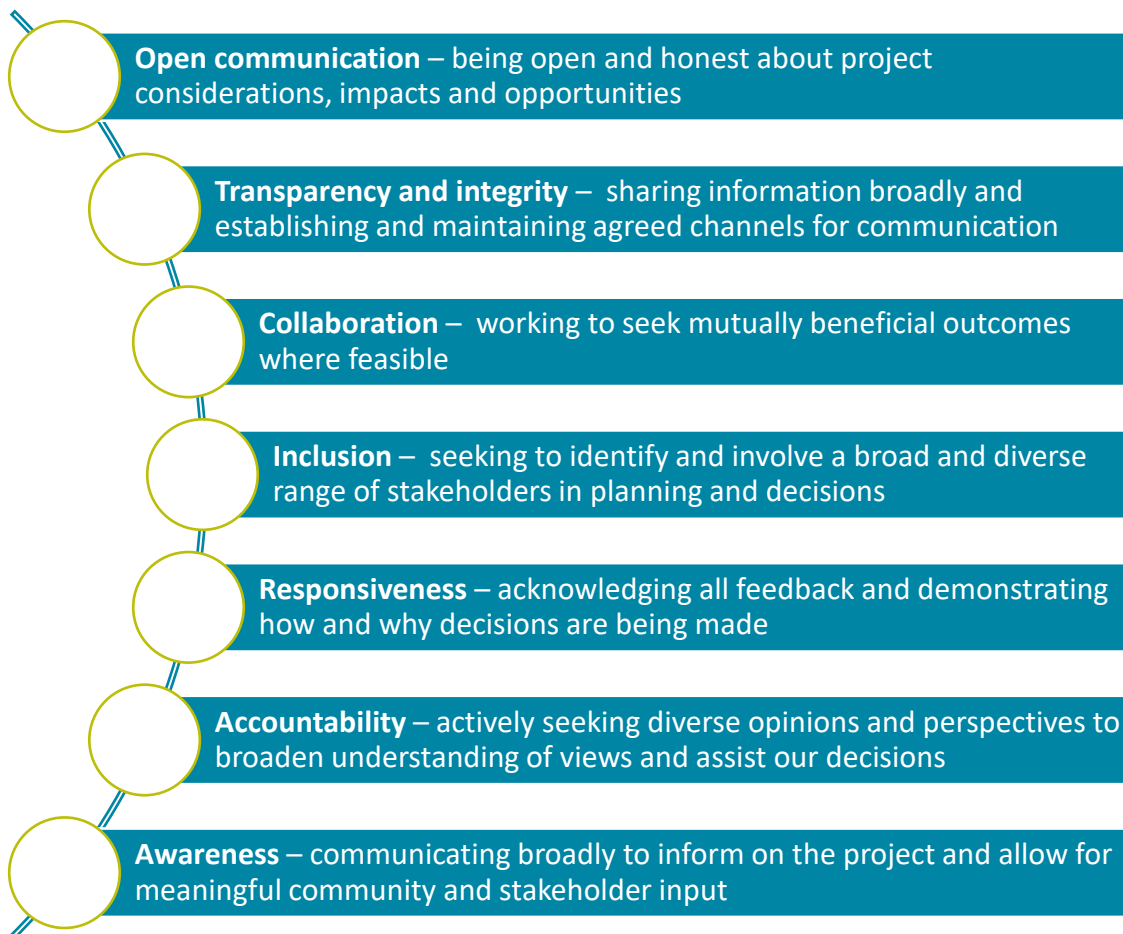 Open communication – being open and honest about project
considerations, impacts and opportunities
Transparency and integrity – sharing information broadly and
establishing and maintaining agreed channels for communication
Collaboration – working to seek mutually beneficial outcomes
where feasible
Inclusion – seeking to identify and involve a broad and diverse
range of stakeholders in planning and decisions
Responsiveness – acknowledging all feedback and demonstrating
how and why decisions are being made
Accountability – actively seeking diverse opinions and perspectives to
broaden understanding of views and assist our decisions
Awareness – communicating broadly to inform on the project and allow for
meaningful community and stakeholder input